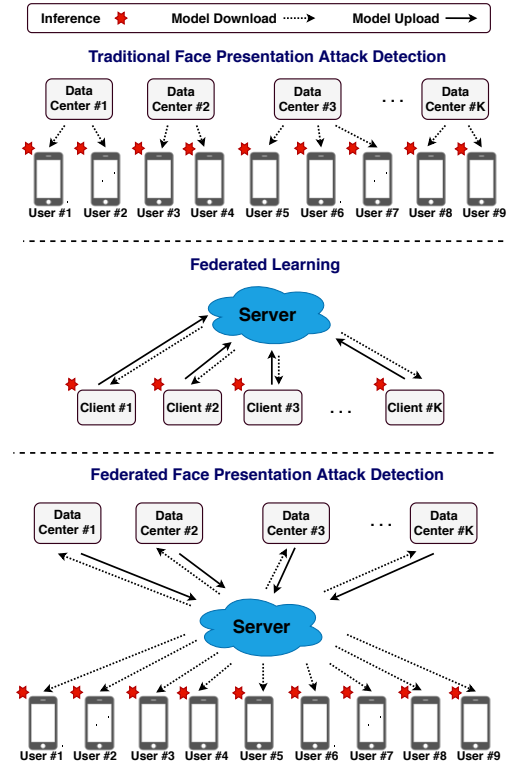 Inference Model Download Model Upload
Traditional Face Presentation Attack Detection
Data Center #1
Data Center #2
Data Center #3
. . .
Data Center #K
User #1 User #2 User #3 User #4 User #5 User #6 User #7 User #8 User #9
Federated Learning
Server
Client #1 Client #2 Client #3 . . . Client #K
Federated Face Presentation Attack Detection
Data Center #1
Data Center #2
Data Center #3
. . .
Data Center #K
Server
User #1 User #2 User #3 User #4 User #5 User #6 User #7 User #8 User #9